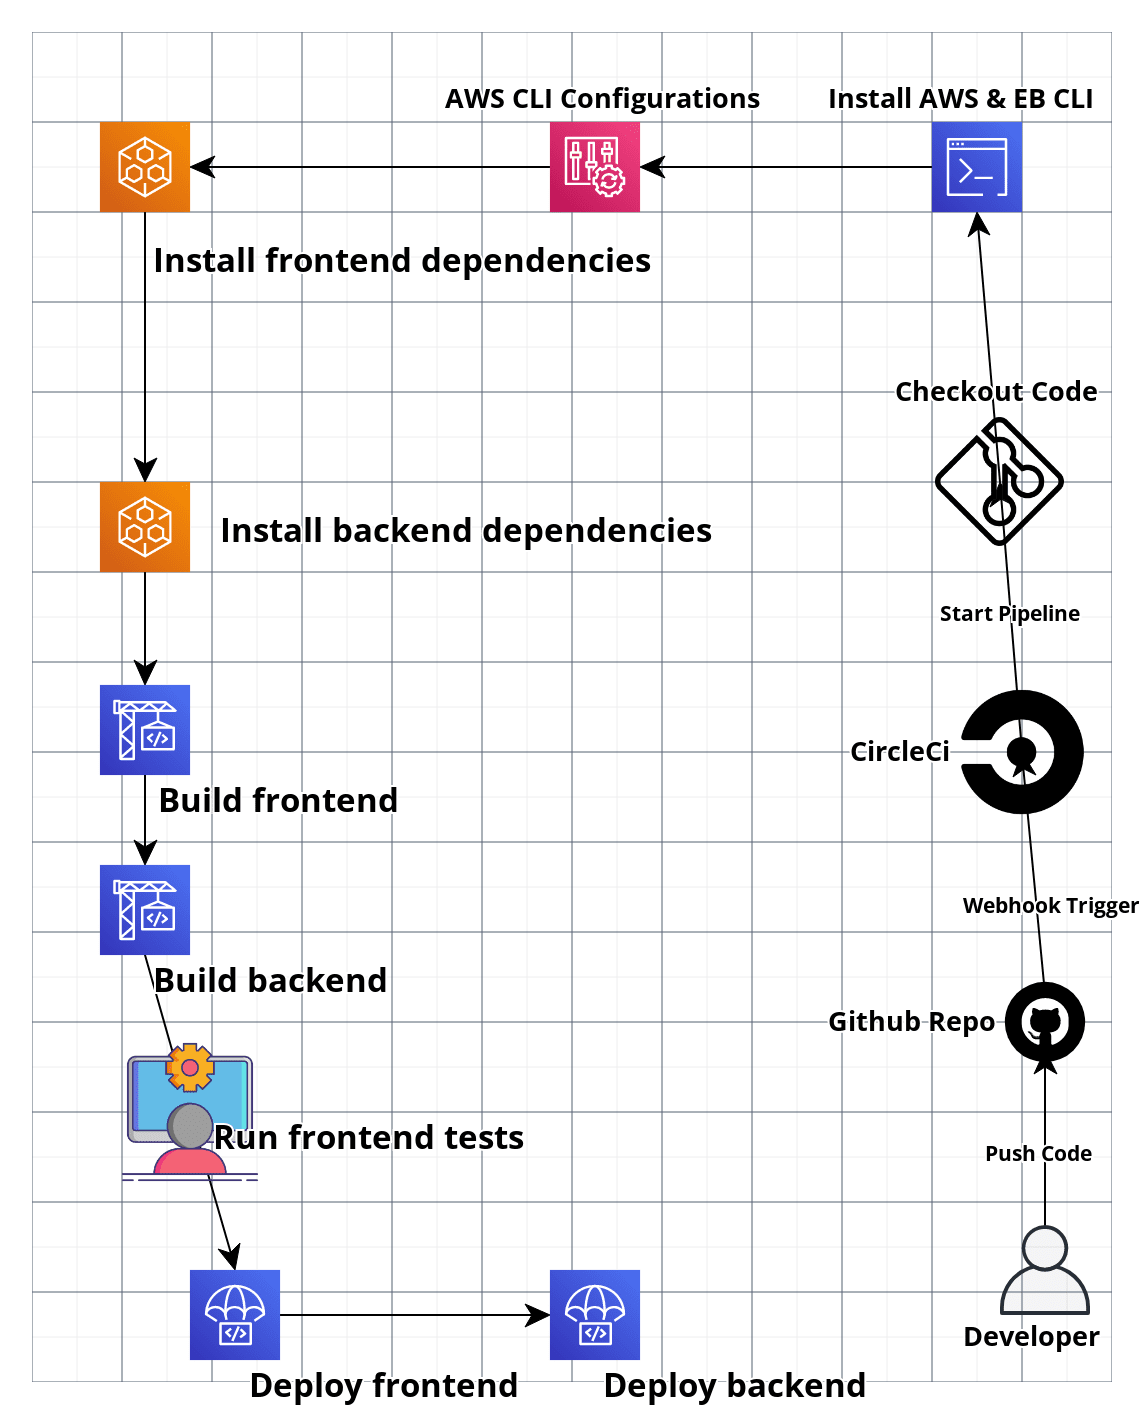 AWS CLI Configurations
Install AWS & EB CLI
Install frontend dependencies
Checkout Code
Install backend dependencies
Start Pipeline
CircleCi
Build frontend
Webhook Trigger
Build backend
Github Repo
Run frontend tests
Push Code
Developer
Deploy frontend
Deploy backend